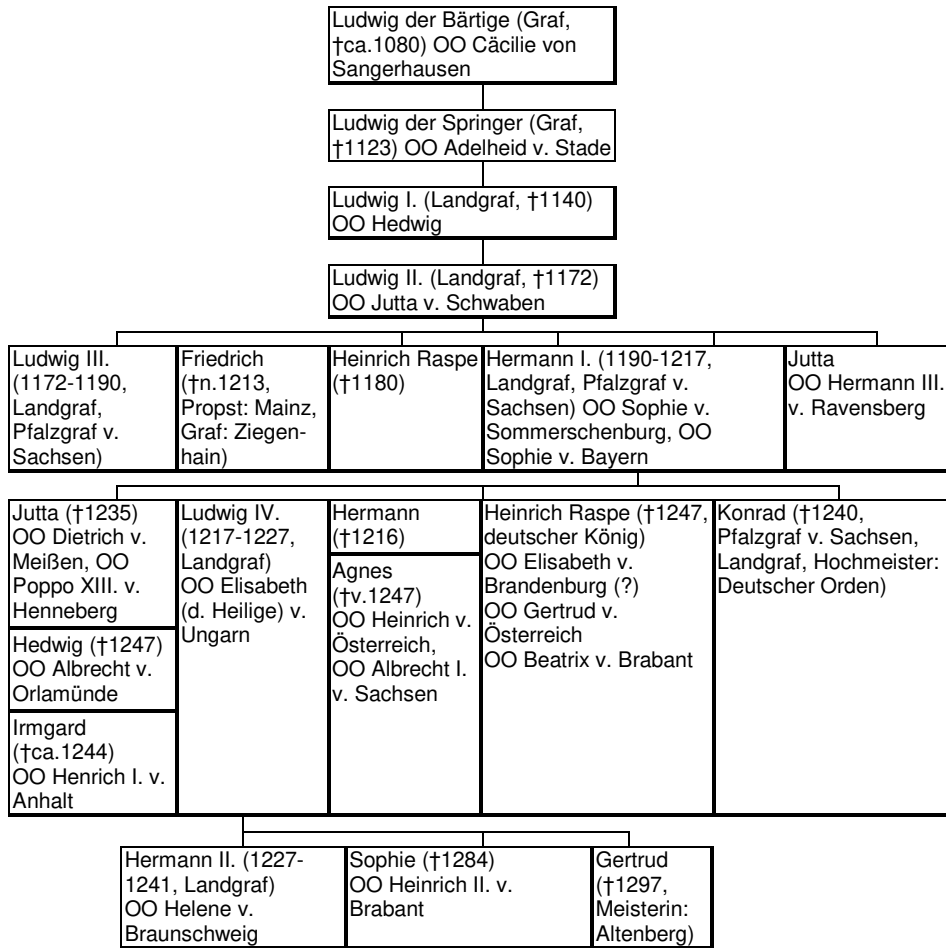 Ludwig der Bärtige (Graf,
†ca.1080) OO Cäcilie von
Sangerhausen
Ludwig der Springer (Graf,
†1123) OO Adelheid v. Stade
Ludwig I. (Landgraf, †1140)
OO Hedwig
Ludwig II. (Landgraf, †1172)
OO Jutta v. Schwaben
Ludwig III.
(1172-1190,
Landgraf,
Pfalzgraf v.
Sachsen)
Friedrich
(†n.1213,
Propst: Mainz,
Graf: Ziegen-
hain)
Heinrich Raspe
(†1180)
Hermann I. (1190-1217,
Landgraf, Pfalzgraf v.
Sachsen) OO Sophie v.
Sommerschenburg, OO
Sophie v. Bayern
Jutta
OO Hermann III.
v. Ravensberg
Jutta (†1235)
OO Dietrich v.
Meißen, OO
Poppo XIII. v.
Henneberg
Hedwig (†1247)
OO Albrecht v.
Orlamünde
Irmgard
(†ca.1244)
OO Henrich I. v.
Anhalt
Ludwig IV.
(1217-1227,
Landgraf)
OO Elisabeth
(d. Heilige) v.
Ungarn
Hermann
(†1216)
Agnes
(†v.1247)
OO Heinrich v.
Österreich,
OO Albrecht I.
v. Sachsen
Heinrich Raspe (†1247,
deutscher König)
OO Elisabeth v.
Brandenburg (?)
OO Gertrud v.
Österreich
OO Beatrix v. Brabant
Konrad (†1240,
Pfalzgraf v. Sachsen,
Landgraf, Hochmeister:
Deutscher Orden)
Hermann II. (1227-
1241, Landgraf)
OO Helene v.
Braunschweig
Sophie (†1284)
OO Heinrich II. v.
Brabant
Gertrud
(†1297,
Meisterin:
Altenberg)